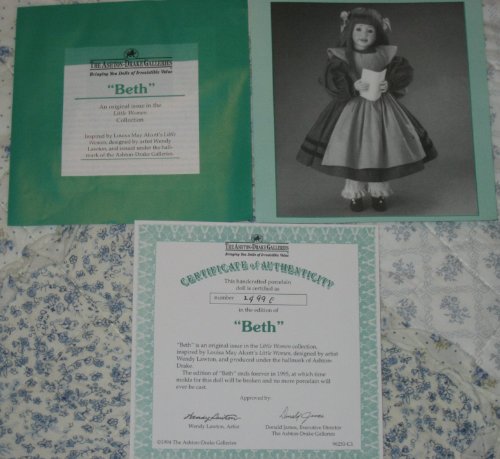 THE ASHTON-DRAKE GALLERIES
Bringing You Dolls of Irresistible Value
"Beth"
An original issue in the
Little Women
Collection
Inspired by Louisa May Alcott's Little
Women, designed by artist Wendy
Lawton, and issued under the hall-
mark of the Ashton-Drake Galleries.
THE ASHTON-DRAKE GALLERIES
Bringing You Dolls of Irresistible Value
CERTIFICATE of AUTHENTICITY
This handcrafted porcelain
doll is certified as
number 2499 E
in the edition of
"Beth"
"Beth" is an original issue in the Little Women collection,
inspired by Louisa May Alcott's Little Women, designed by artist
Wendy Lawton, and produced under the hallmark of Ashton-
Drake.
The edition of "Beth" ends forever in 1995, at which time
molds for this doll will be broken and no more porcelain will
ever be cast.
Approved by:
Wendy Lawton
Wendy Lawton, Artist
Donald Jones, Executive Director
The Ashton-Drake Galleries
©1994 The Ashton-Drake Galleries